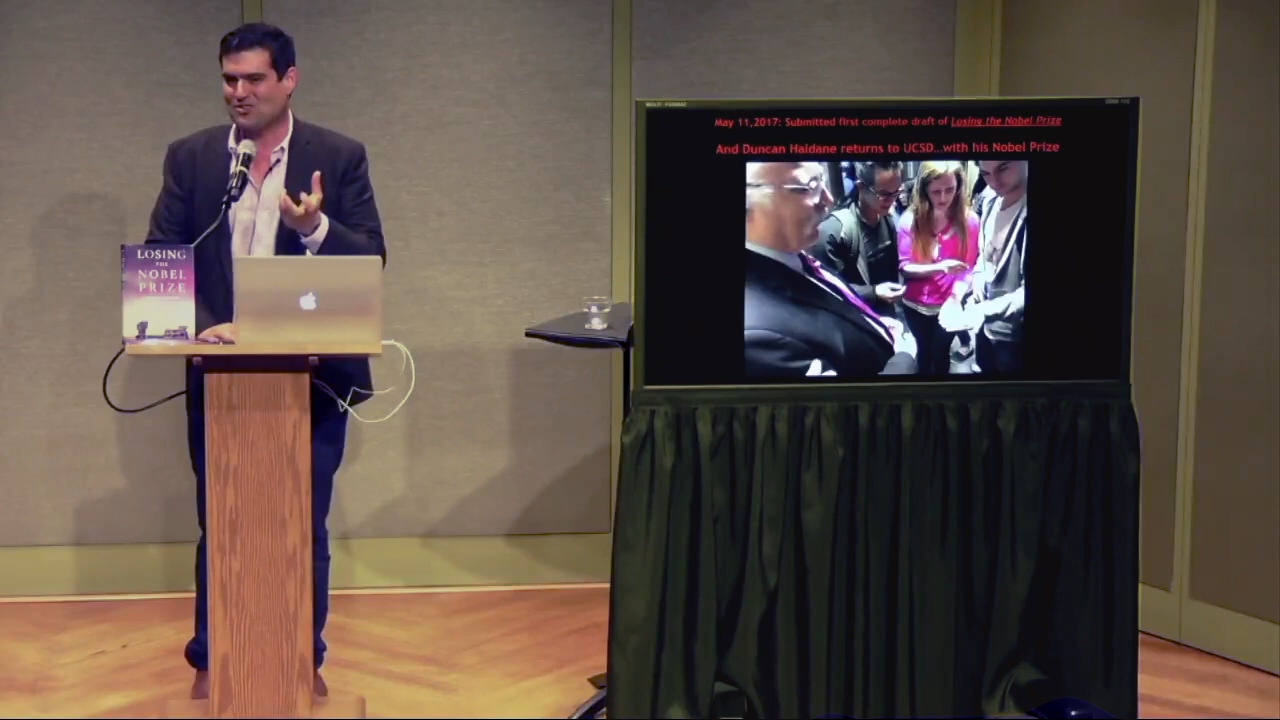 May 11,2017: Submitted first complete draft of Losing the Nobel Prize
And Duncan Haldane returns to UCSD...with his Nobel Prize
LOSING
THE
NOBEL
PRIZE